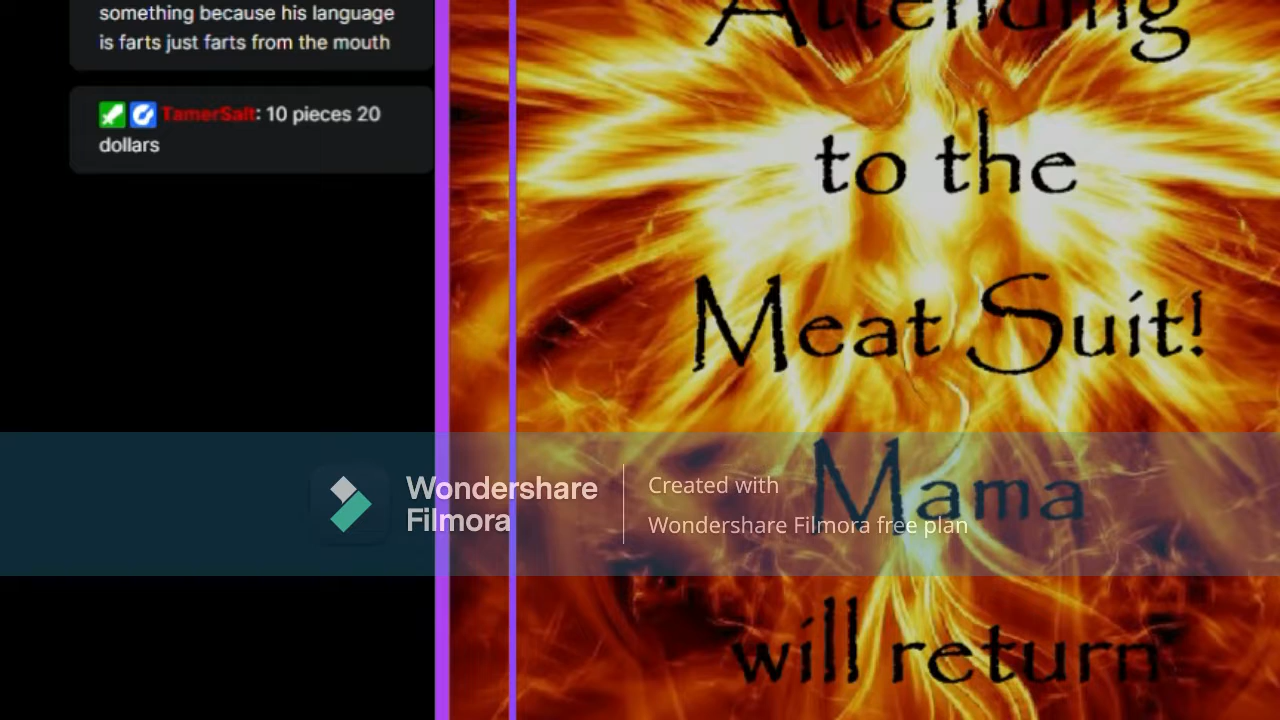 something because his language
is farts just farts from the mouth
TamerSalt: 10 pieces 20
dollars
Attending
to the
Meat Suit!
Mama
will return
Wondershare
Filmora
Created with
Wondershare Filmora free plan